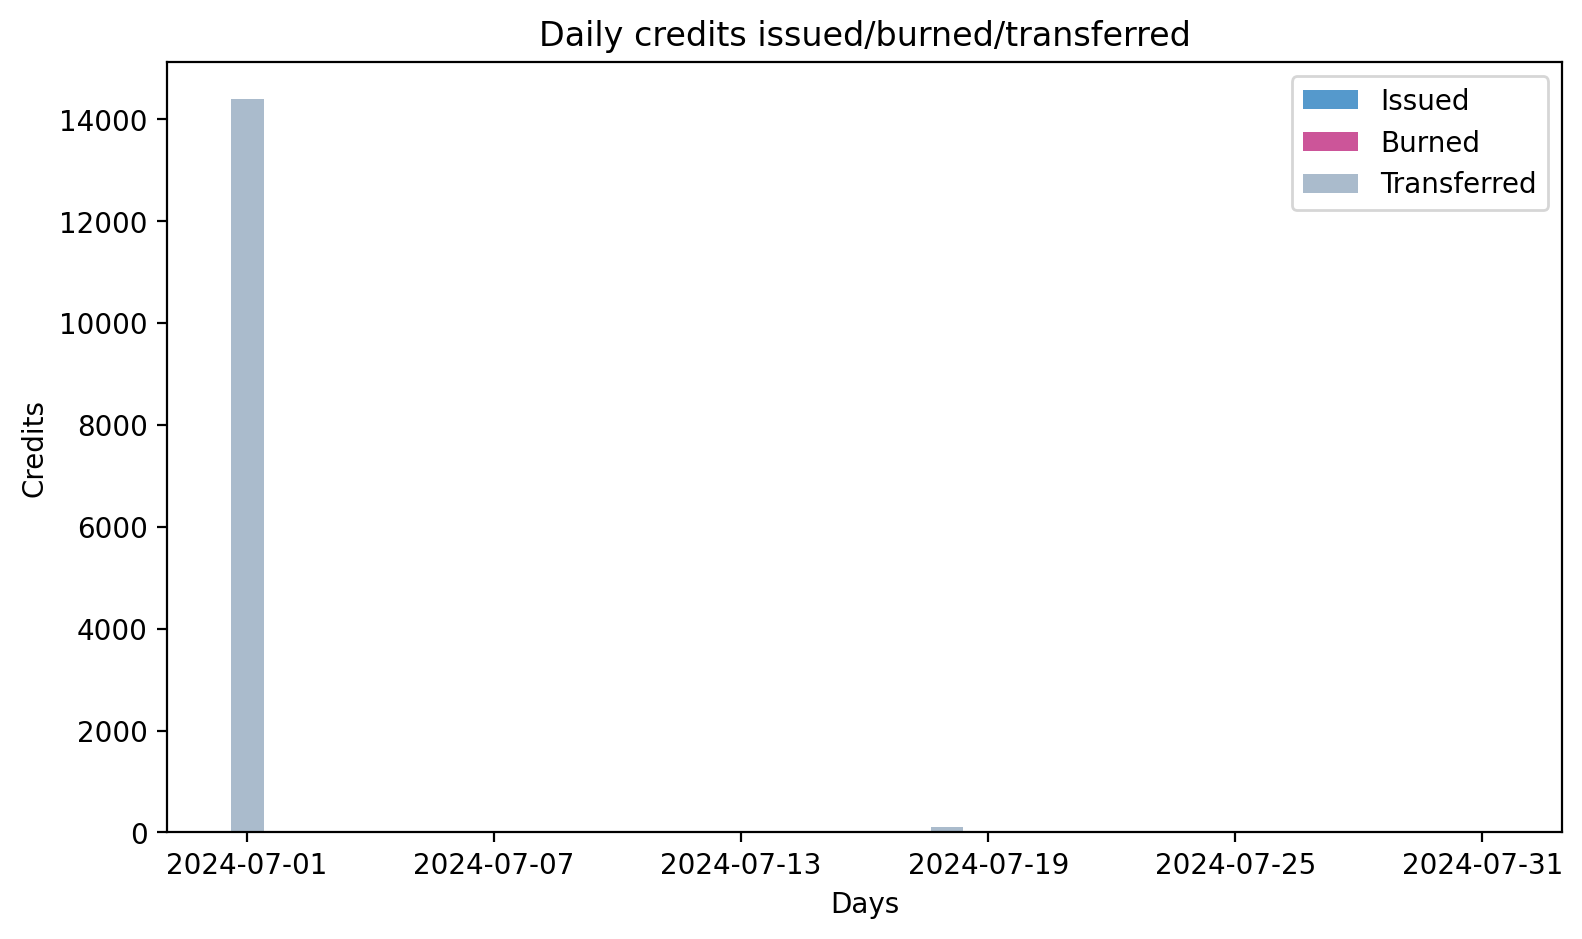 Daily credits issued/burned/transferred
Issued
Burned
Transferred
14000
12000
10000
8000
6000
4000
2000
0
Credits
2024-07-01
2024-07-07
2024-07-13
2024-07-19
2024-07-25
2024-07-31
Days